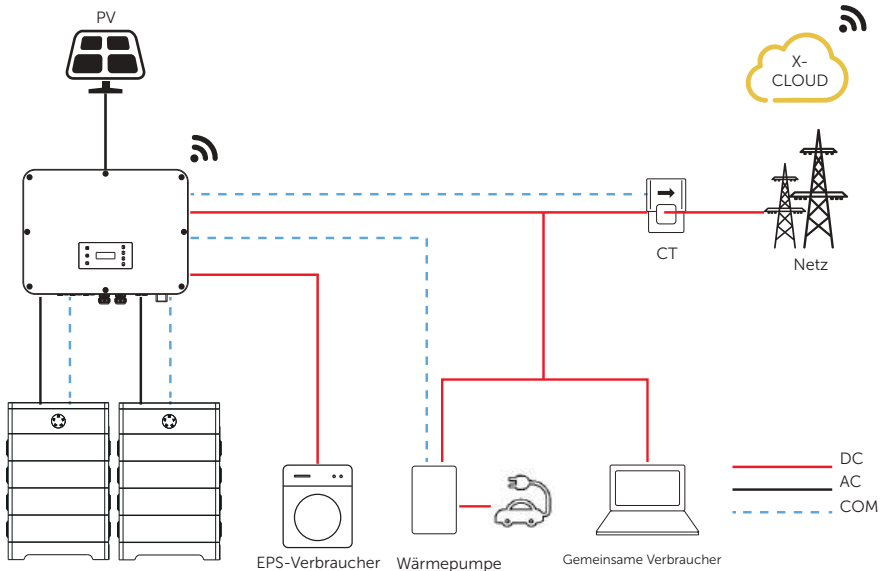 PV
X-
CLOUD
CT
Netz
DC
AC
COM
EPS-Verbraucher
Wärmepumpe
Gemeinsame Verbraucher